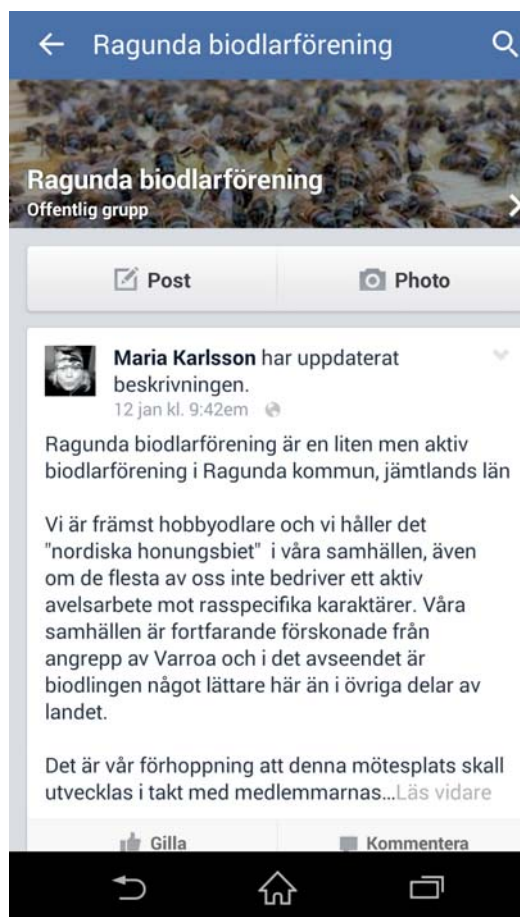 Ragunda biodlarförening
Ragunda biodlarförening
Offentlig grupp
Post
Photo
Maria Karlsson har uppdaterat
beskrivningen.
12 jan kl. 9:42em
Ragunda biodlarförening är en liten men aktiv
biodlarförening i Ragunda kommun, jämtlands län
Vi är främst hobbyodlare och vi håller det
"nordiska honungsbiet" i våra samhällen, även
om de flesta av oss inte bedriver ett aktiv
avelsarbete mot rasspecifika karaktärer. Våra
samhällen är fortfarande förskonade från
angrepp av Varroa och i det avseendet är
biodlingen något lättare här än i övriga delar av
landet.
Det är vår förhoppning att denna mötesplats skall
utvecklas i takt med medlemmarnas...Läs vidare
Gilla
Kommentera